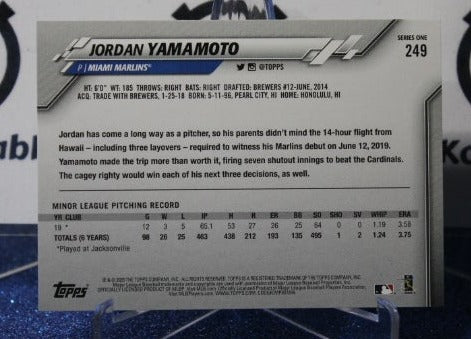 JORDAN YAMAMOTO
SERIES ONE
249
P | MIAMI MARLINS®
@TOPPS
HT: 6'0" WT: 185 THROWS: RIGHT BATS: RIGHT DRAFTED: BREWERS #12-JUNE, 2014
ACQ: TRADE WITH BREWERS, 1-25-18 BORN: 5-11-96, PEARL CITY, HI HOME: HONOLULU, HI
Jordan has come a long way as a pitcher, so his parents didn't mind the 14-hour flight from
Hawaii – including three layovers – required to witness his Marlins debut on June 12, 2019.
Yamamoto made the trip more than worth it, firing seven shutout innings to beat the Cardinals.
The cagey righty would win each of his next three decisions, as well.
MINOR LEAGUE PITCHING RECORD
YR CLUB G W L IP H R ER BB SO SHO SV WHIP ERA
19 * 12 3 5 65.1 53 27 26 25 64 0 0 1.19 3.58
TOTALS (6 YEARS) 98 26 25 463 438 212 193 135 495 1 2 1.24 3.75
*Played at Jacksonville
Topps